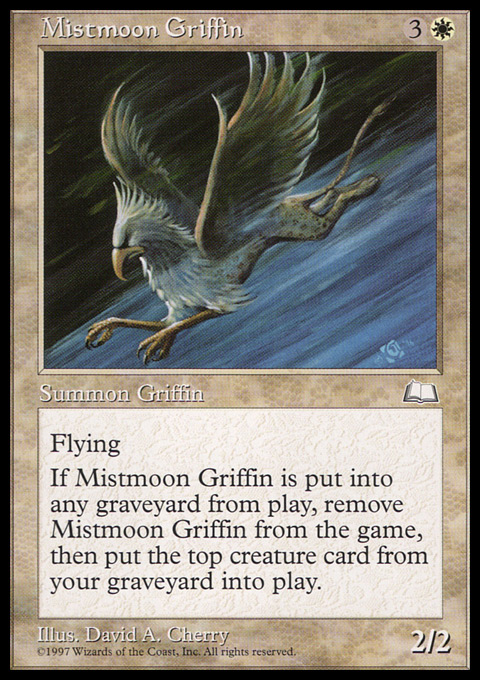 Mistmoon Griffin 3
Summon Griffin
Flying
If Mistmoon Griffin is put into
any graveyard from play, remove
Mistmoon Griffin from the game,
then put the top creature card from
your graveyard into play.
Illus. David A. Cherry
2/2
©1997 Wizards of the Coast, Inc. All rights reserved.